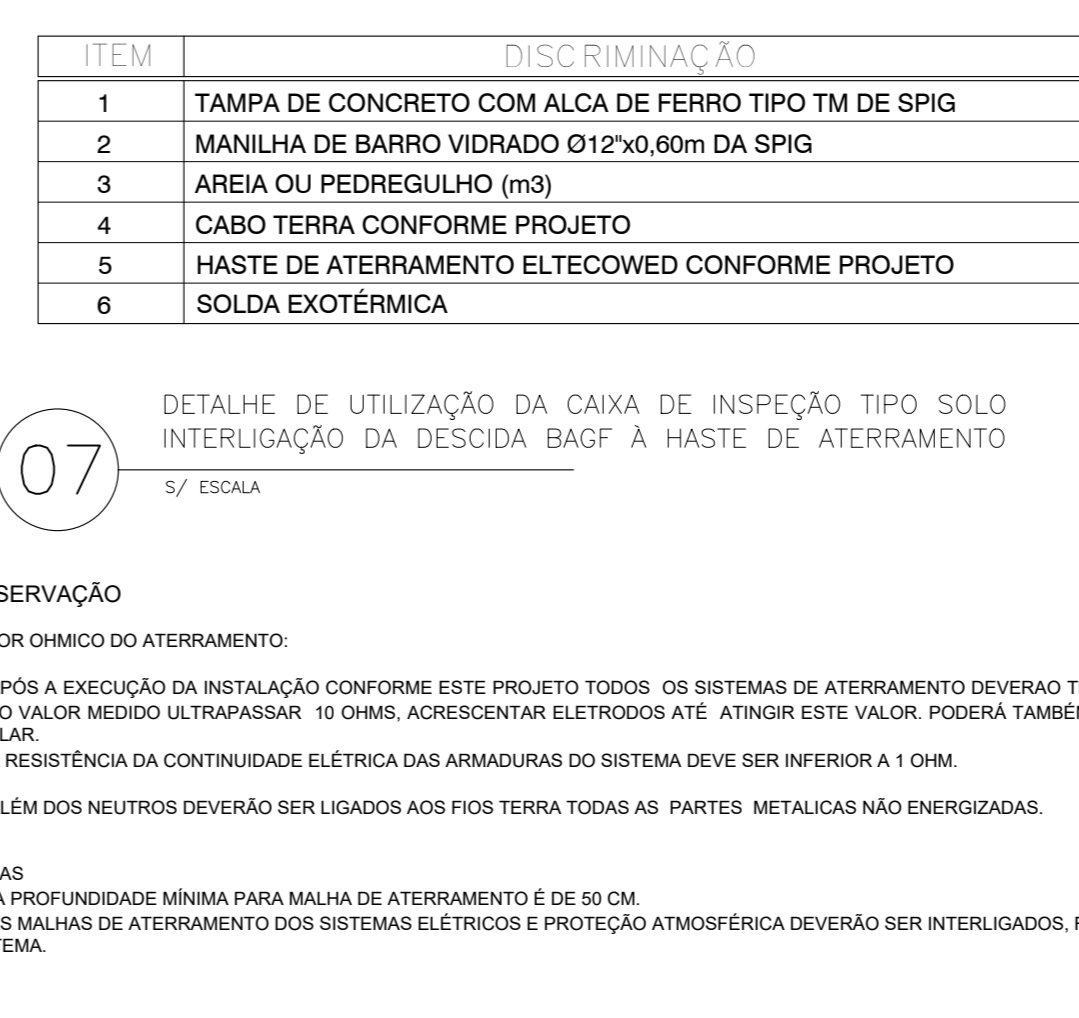 ITEM DISCRIMINAÇÃO
1 TAMPA DE CONCRETO COM ALCA DE FERRO TIPO TM DE SPIG
2 MANILHA DE BARRO VIDRADO Ø12"x0,60m DA SPIG
3 AREIA OU PEDREGULHO (m3)
4 CABO TERRA CONFORME PROJETO
5 HASTE DE ATERRAMENTO ELTECOWED CONFORME PROJETO
6 SOLDA EXOTÉRMICA
07
DETALHE DE UTILIZAÇÃO DA CAIXA DE INSPEÇÃO TIPO SOLO
INTERLIGAÇÃO DA DESCIDA BAGF À HASTE DE ATERRAMENTO
S/ ESCALA
SERVAÇÃO
OR OHMICO DO ATERRAMENTO:
PÓS A EXECUÇÃO DA INSTALAÇÃO CONFORME ESTE PROJETO TODOS OS SISTEMAS DE ATERRAMENTO DEVERAO
O VALOR MEDIDO ULTRAPASSAR 10 OHMS, ACRESCENTAR ELETRODOS ATÉ ATINGIR ESTE VALOR. PODERÁ
LAR.
RESISTÊNCIA DA CONTINUIDADE ELÉTRICA DAS ARMADURAS DO SISTEMA DEVE SER INFERIOR A 1 OHM.
LÉM DOS NEUTROS DEVERÃO SER LIGADOS AOS FIOS TERRA TODAS AS PARTES METALICAS NÃO ENERGIZADAS.
AS
A PROFUNDIDADE MÍNIMA PARA MALHA DE ATERRAMENTO É DE 50 CM.
S MALHAS DE ATERRAMENTO DOS SISTEMAS ELÉTRICOS E PROTEÇÃO ATMOSFÉRICA DEVERÃO SER INTERLIGADOS,
TEMA.